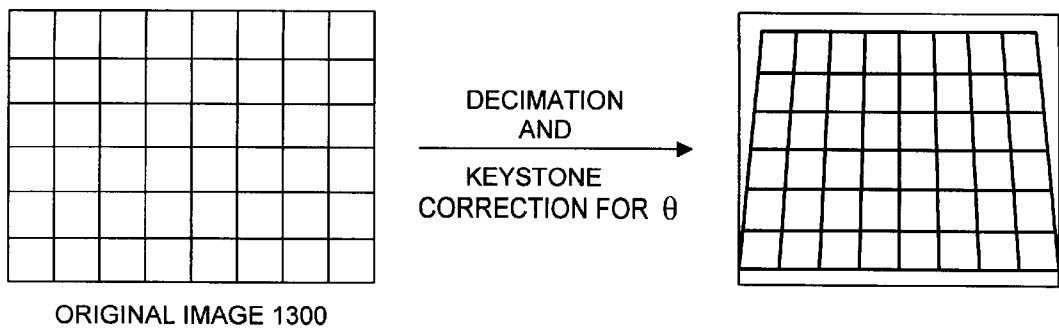 DECIMATION
AND
KEYSTONE
CORRECTION FOR θ
ORIGINAL IMAGE 1300